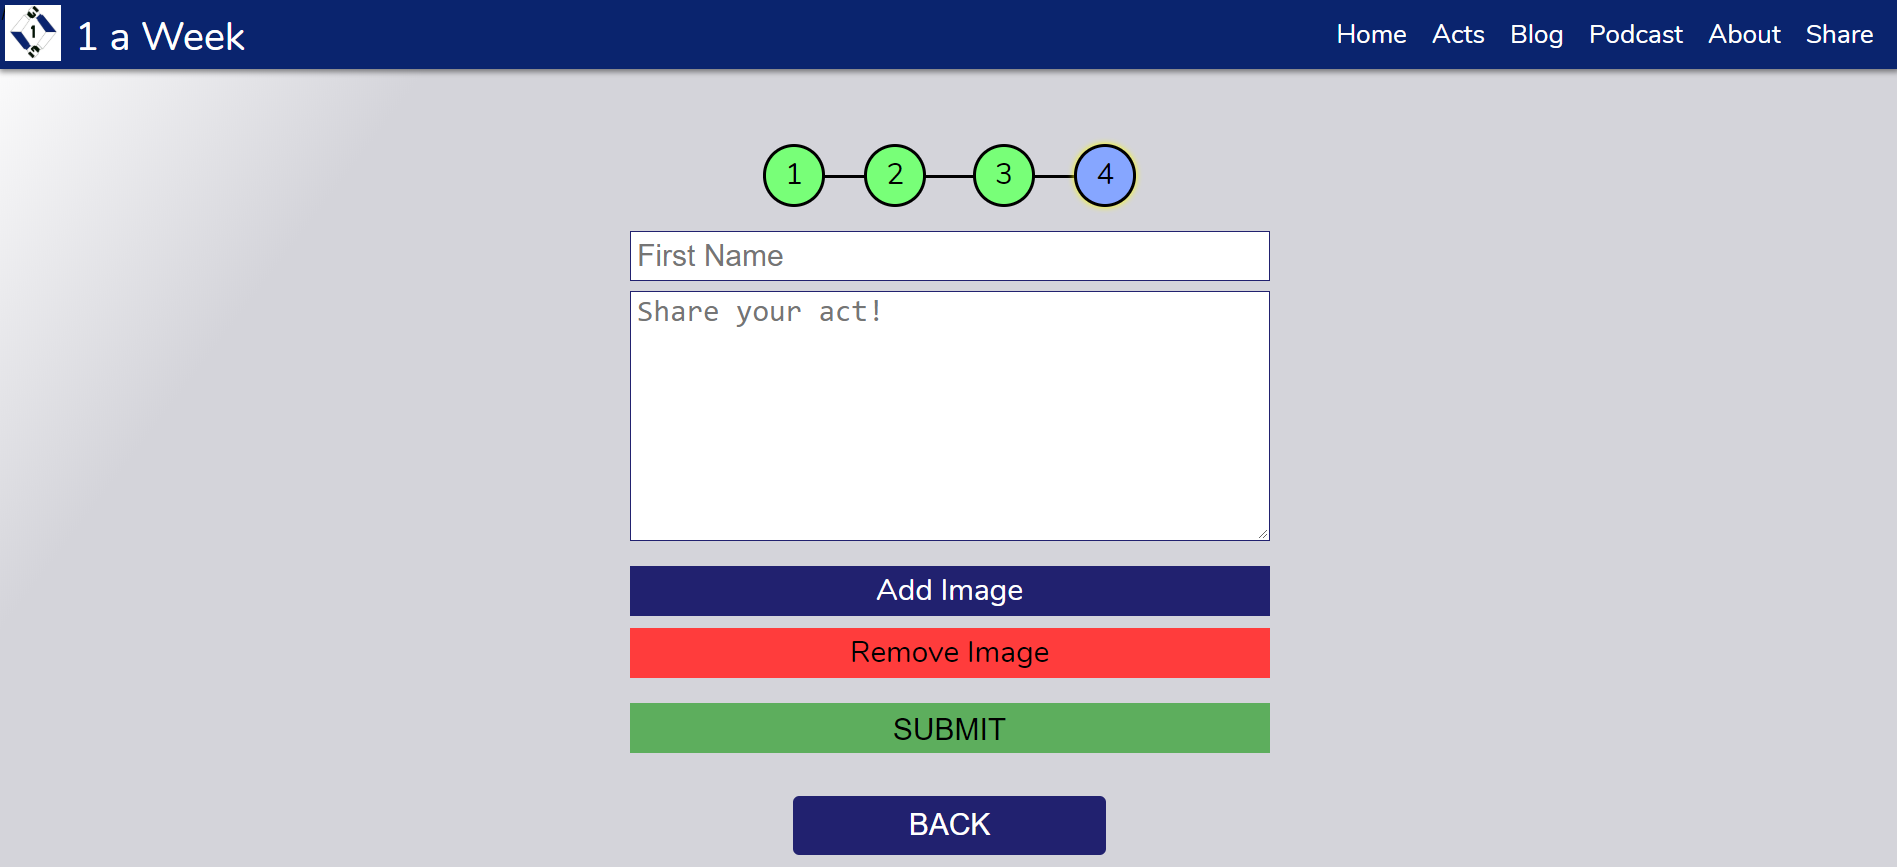 1 a Week
Home Acts Blog Podcast About Share
1 2 3 4
First Name
Share your act!
Add Image
Remove Image
SUBMIT
BACK